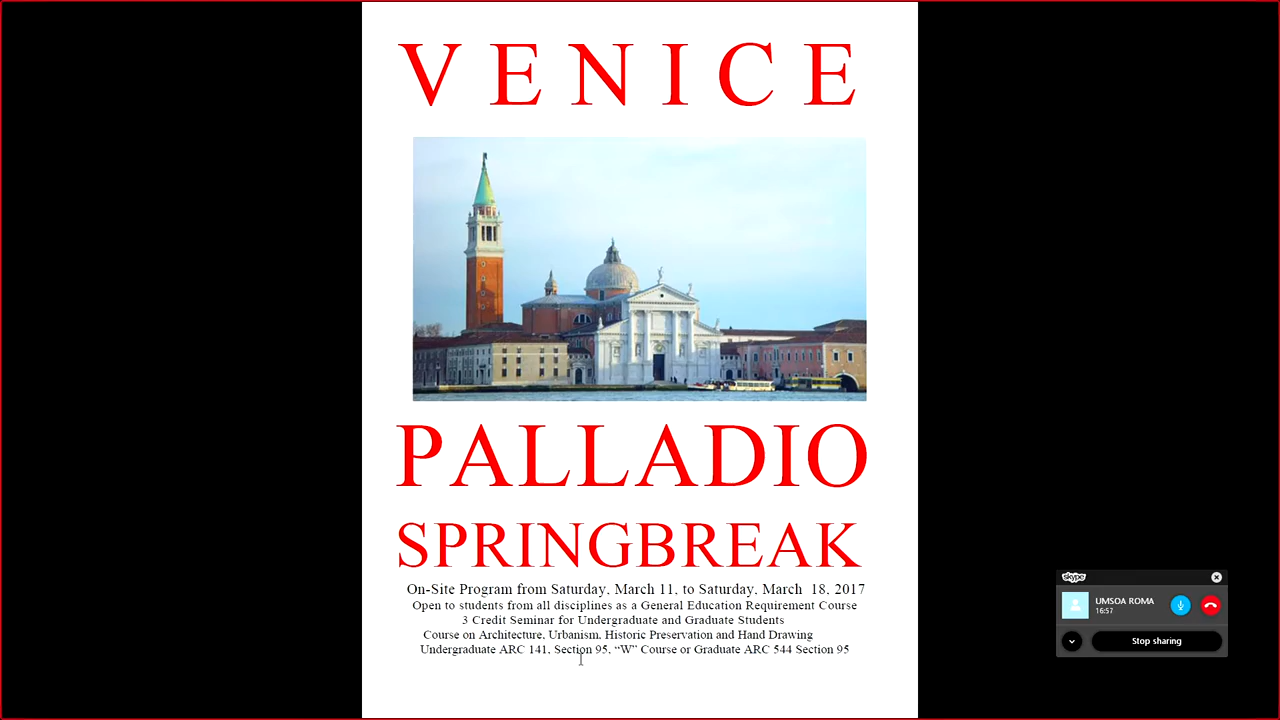 VENICE
PALLADIO
SPRINGBREAK
On-Site Program from Saturday, March 11, to Saturday, March 18, 2017
Open to students from all disciplines as a General Education Requirement Course
3 Credit Seminar for Undergraduate and Graduate Students
Course on Architecture, Urbanism, Historic Preservation and Hand Drawing
Undergraduate ARC 141, Section 95, “W” Course or Graduate ARC 544 Section 95
skype
UMSOA ROMA
16:57
Stop sharing